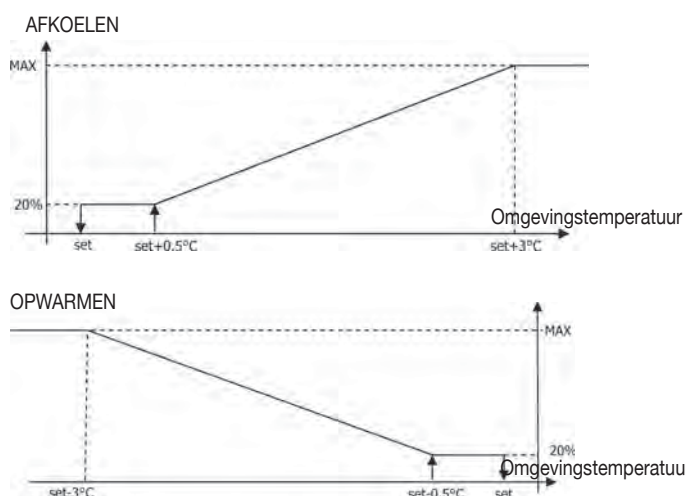 AFKOELEN
MAX
20%
Omgevingstemperatuur
set
set+0.5°C
set+3°C
OPWARMEN
MAX
20%
Omgevingstemperatuu
set-3°C
set-0.5°C
set